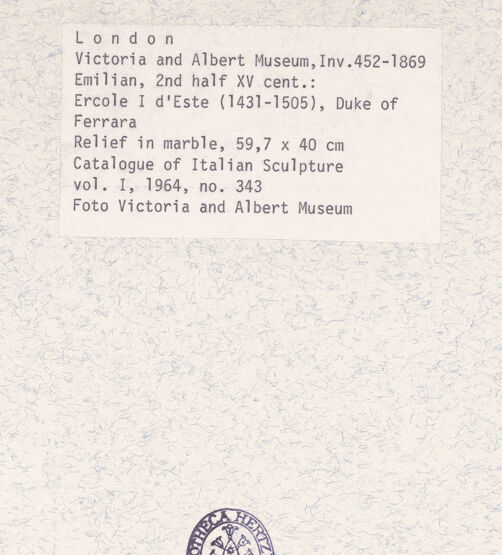 London
Victoria and Albert Museum,Inv.452-1869
Emilian, 2nd half XV cent.:
Ercole I d'Este (1431-1505), Duke of
Ferrara
Relief in marble, 59,7 x 40 cm
Catalogue of Italian Sculpture
vol. I, 1964, no. 343
Foto Victoria and Albert Museum
OTHECA HERTZ